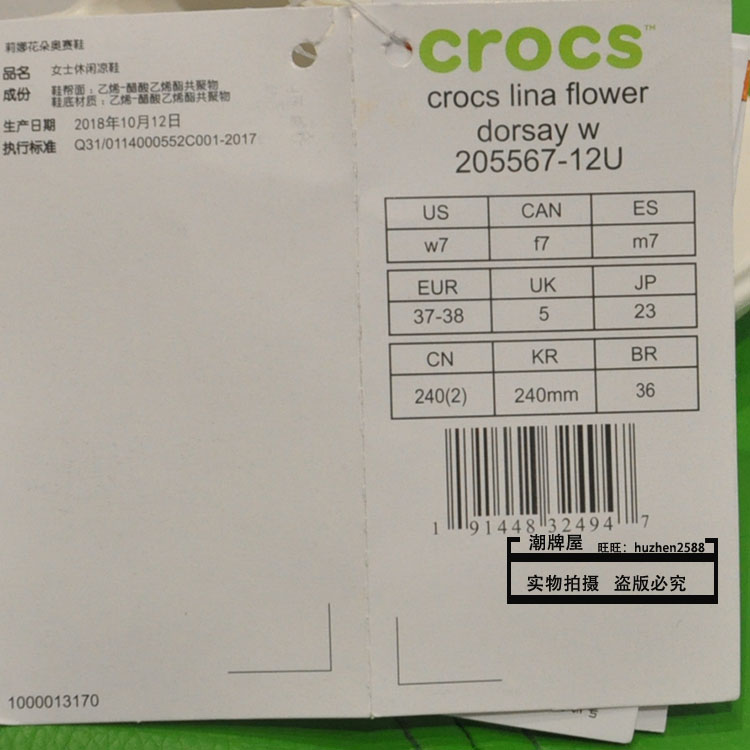 莉娜花朵奥赛鞋
品名 女士休闲凉鞋
成份 鞋帮面：乙烯-醋酸乙烯酯共聚物
鞋底材质：乙烯-醋酸乙烯酯共聚物
生产日期 2018年10月12日
执行标准 Q31/0114000552C001-2017
1000013170
crocs™
crocs lina flower
dorsay w
205567-12U
US CAN ES
w7 f7 m7
EUR UK JP
37-38 5 23
CN KR BR
240(2) 240mm 36
1 91448 32494 7
潮牌屋 旺旺：huzhen2588
实物拍摄 盗版必究